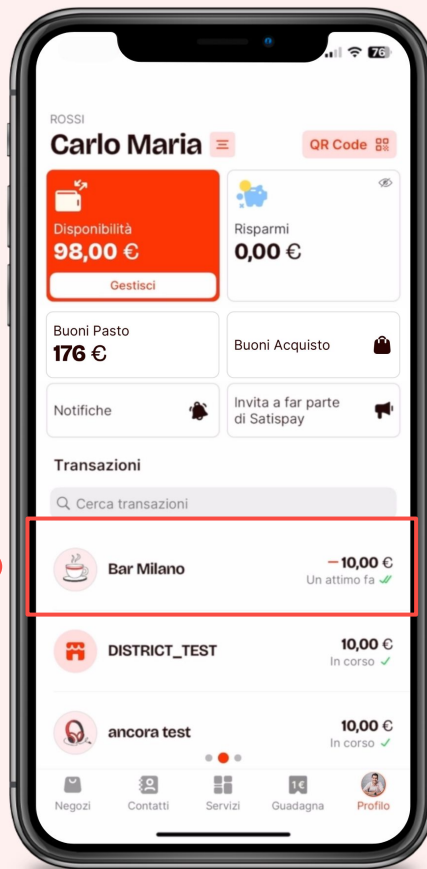 76
ROSSI
Carlo Maria
QR Code
Disponibilità
98,00 €
Gestisci
Risparmi
0,00 €
Buoni Pasto
176 €
Buoni Acquisto
Notifiche
Invita a far parte
di Satispay
Transazioni
Cerca transazioni
Bar Milano
– 10,00 €
Un attimo fa
DISTRICT_TEST
10,00 €
In corso
ancora test
10,00 €
In corso
1€
Negozi Contatti Servizi Guadagna Profilo